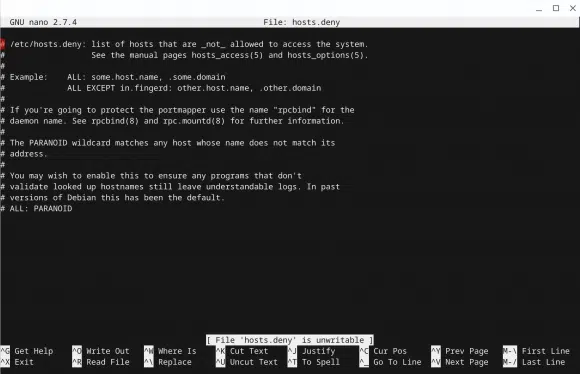 GNU nano 2.7.4 File: hosts.deny
# /etc/hosts.deny: list of hosts that are _not_ allowed to access the system.
# See the manual pages hosts_access(5) and hosts_options(5).
#
# Example: ALL: some.host.name, .some.domain
# ALL EXCEPT in.fingerd: other.host.name, .other.domain
#
# If you're going to protect the portmapper use the name "rpcbind" for the
# daemon name. See rpcbind(8) and rpc.mountd(8) for further information.
#
# The PARANOID wildcard matches any host whose name does not match its
# address.
#
# You may wish to enable this to ensure any programs that don't
# validate looked up hostnames still leave understandable logs. In past
# versions of Debian this has been the default.
# ALL: PARANOID
[ File 'hosts.deny' is unwritable ]
^G Get Help ^O Write Out ^W Where Is ^K Cut Text ^J Justify ^C Cur Pos ^Y Prev Page M-\ First Line
^X Exit ^R Read File ^\ Replace ^U Uncut Text ^T To Spell ^_ Go To Line ^V Next Page M-/ Last Line